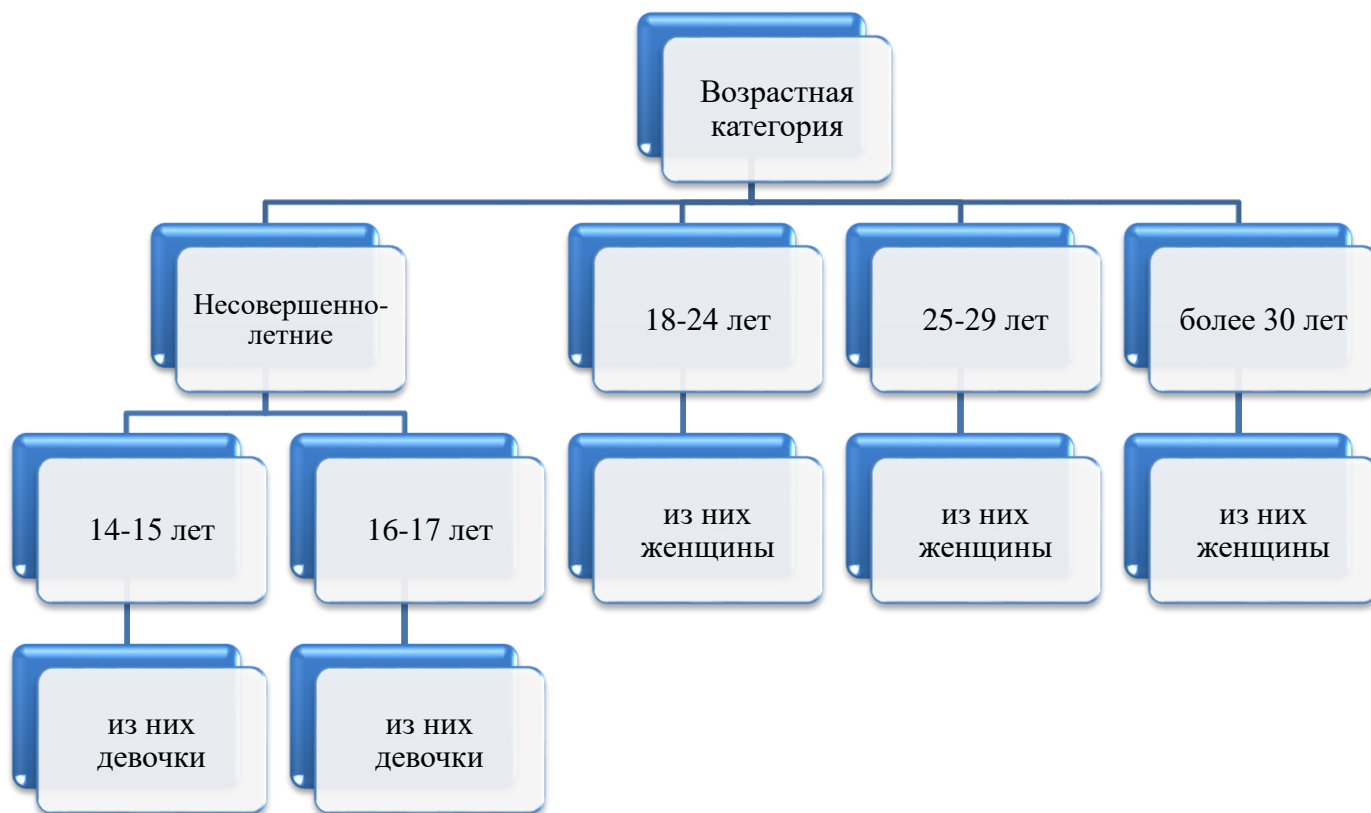 Возрастная
категория
Несовершенно-
летние
18-24 лет
25-29 лет
более 30 лет
14-15 лет
16-17 лет
из них
женщины
из них
женщины
из них
женщины
из них
девочки
из них
девочки